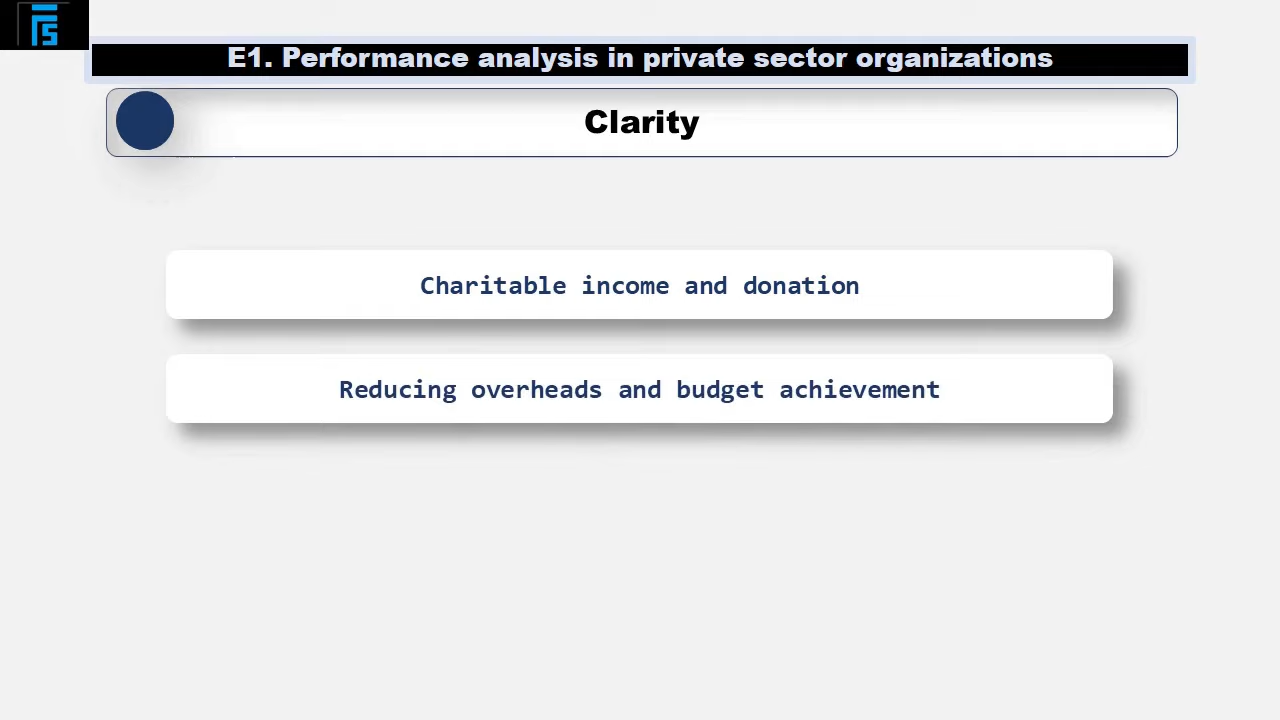 E1. Performance analysis in private sector organizations
Clarity
Charitable income and donation
Reducing overheads and budget achievement